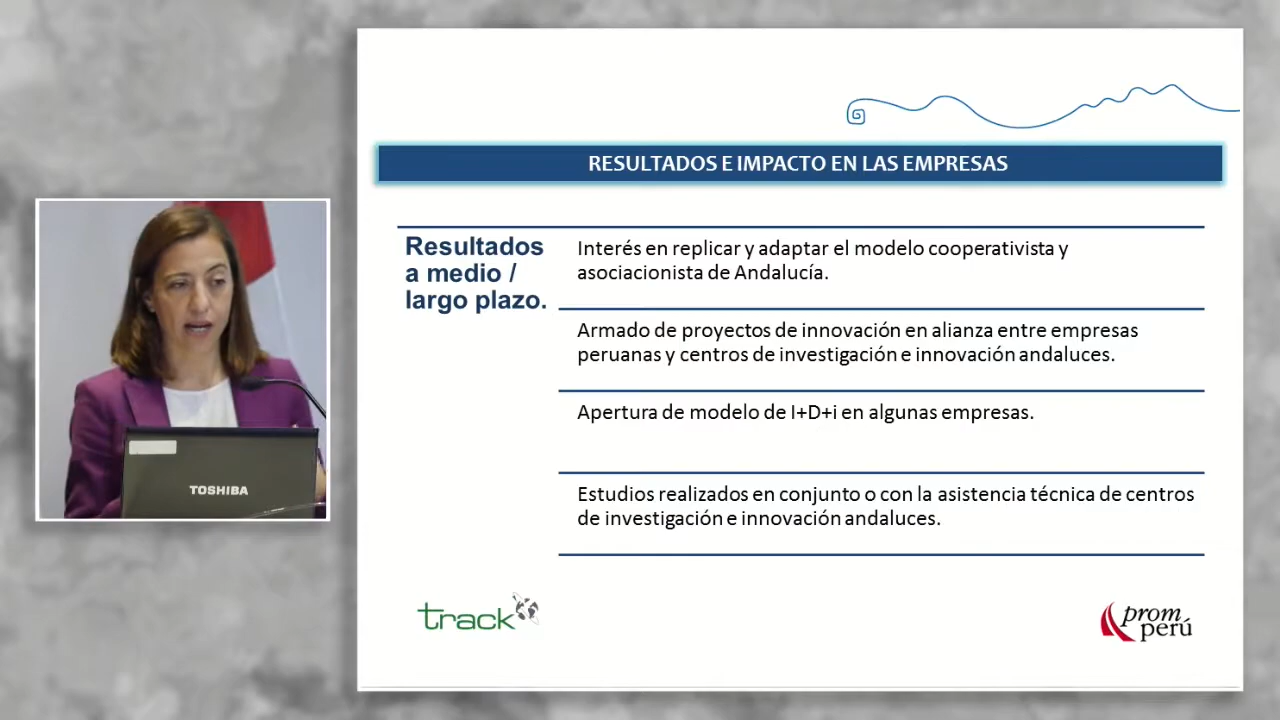 RESULTADOS E IMPACTO EN LAS EMPRESAS
Resultados
a medio /
largo plazo.
Interés en replicar y adaptar el modelo cooperativista y
asociacionista de Andalucía.
Armado de proyectos de innovación en alianza entre empresas
peruanas y centros de investigación e innovación andaluces.
Apertura de modelo de I+D+i en algunas empresas.
Estudios realizados en conjunto o con la asistencia técnica de centros
de investigación e innovación andaluces.
TOSHIBA
track
prom
perú